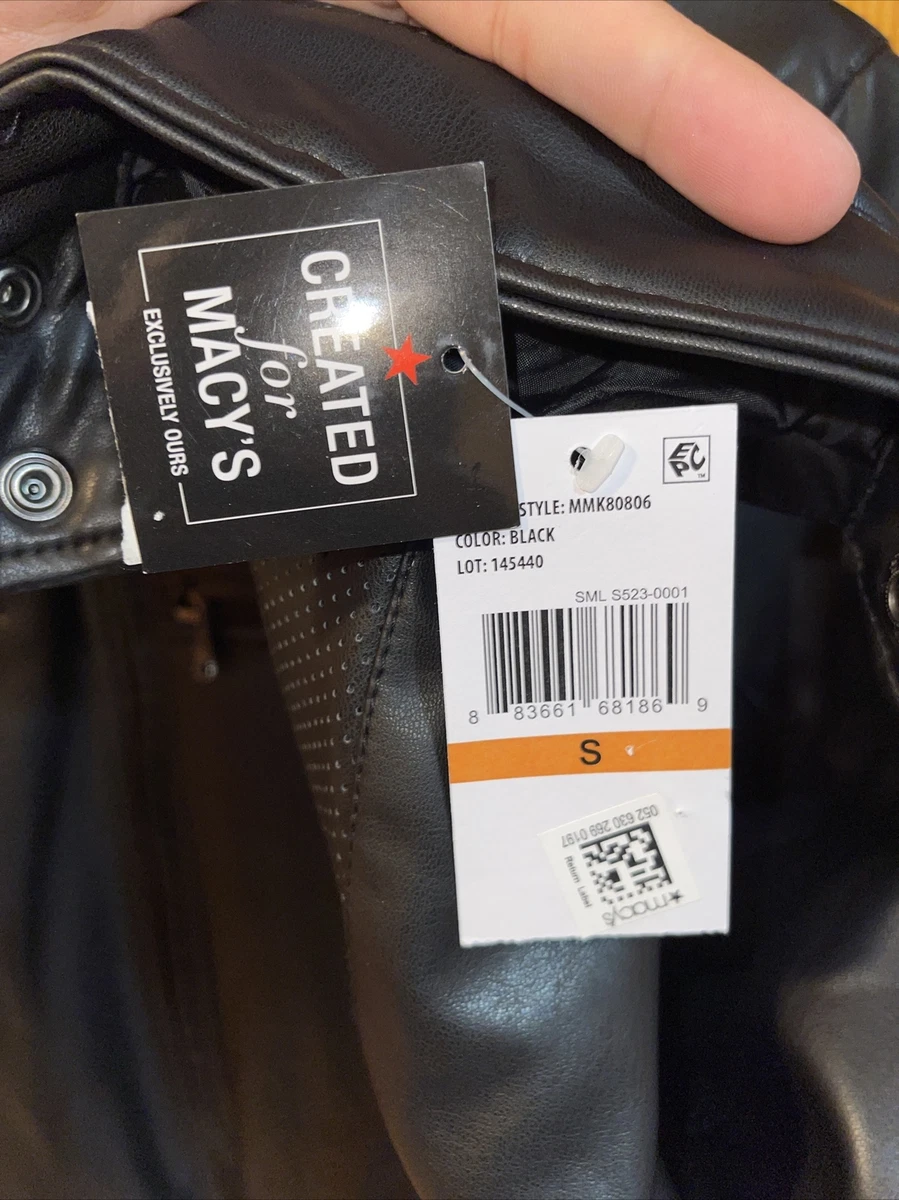 CREATED
for
MACY'S
EXCLUSIVELY OURS
EPC™
STYLE: MMK80806
COLOR: BLACK
LOT: 145440
SML S523-0001
8 83661 68186 9
S
052 630 269 0197
Return Label
★macy's